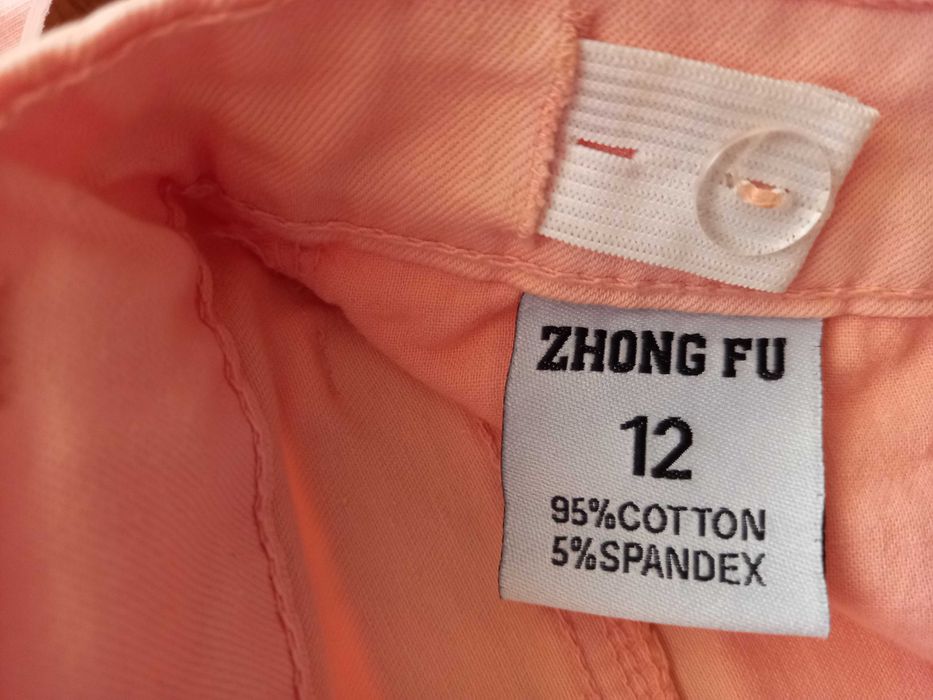 ZHONG FU
12
95%COTTON
5%SPANDEX